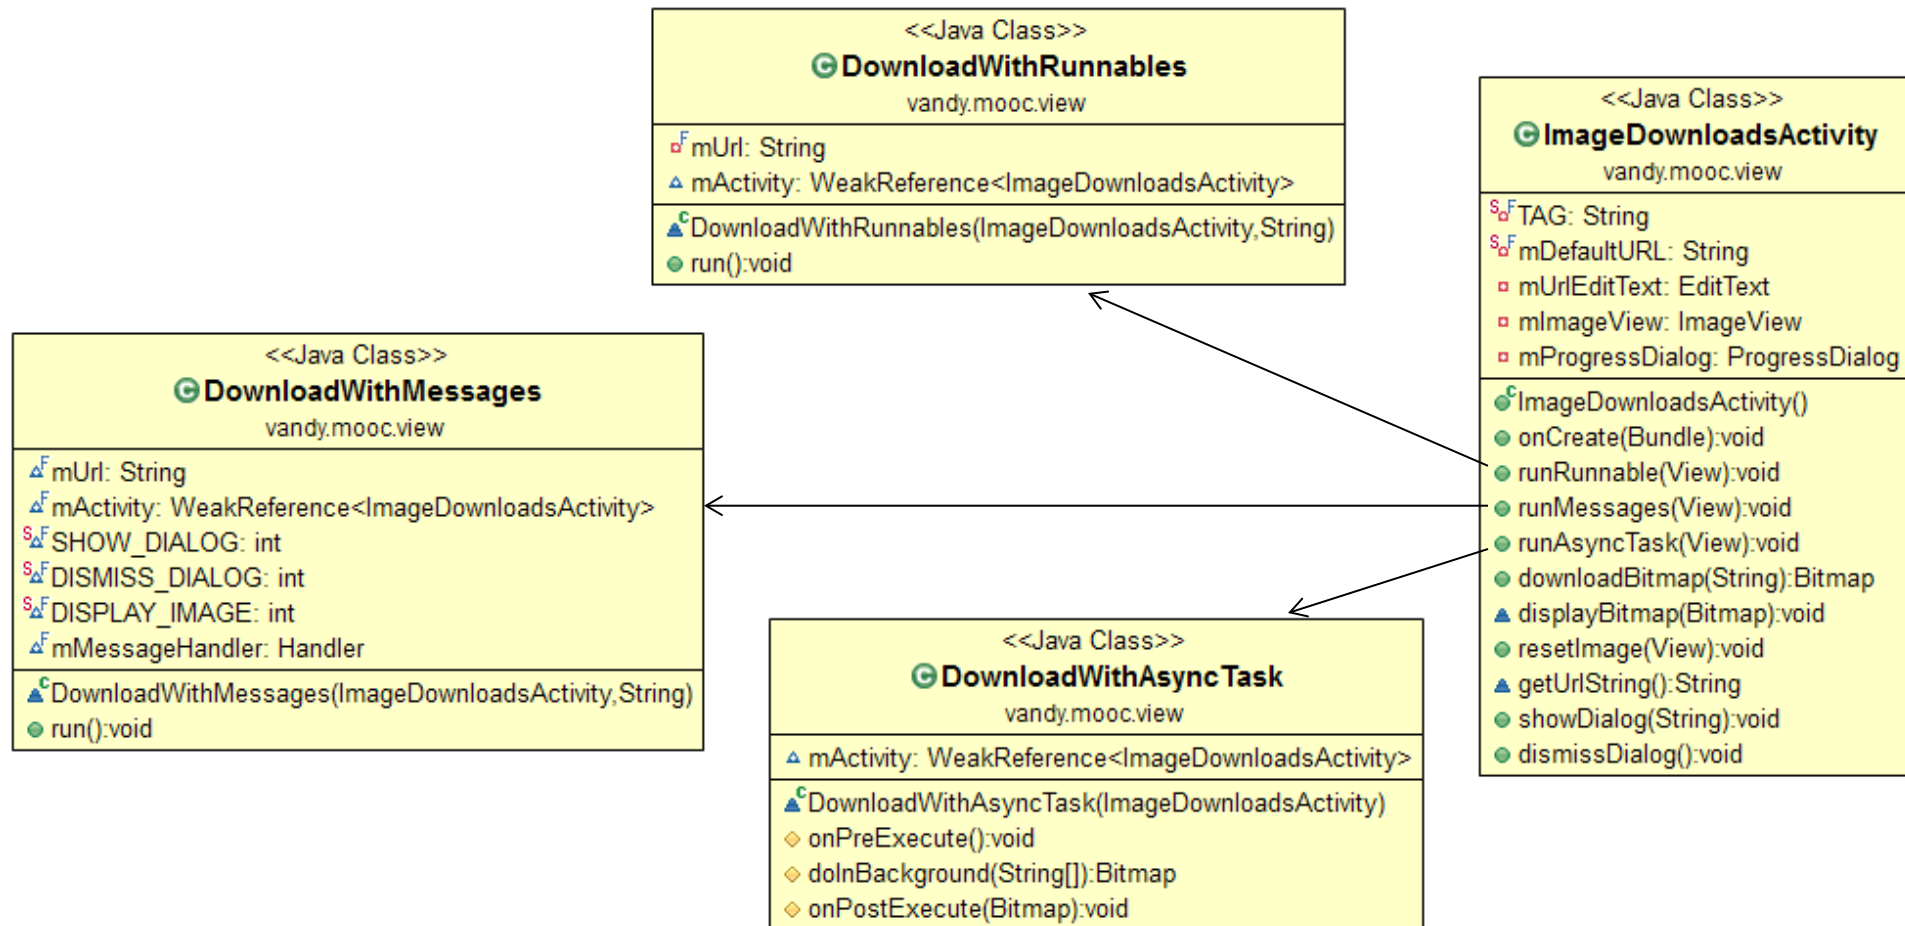 <<Java Class>>
C DownloadWithRunnables
vandy.mooc.view
F mUrl: String
mActivity: WeakReference<ImageDownloadsActivity>
C DownloadWithRunnables(ImageDownloadsActivity,String)
run():void
<<Java Class>>
C ImageDownloadsActivity
vandy.mooc.view
S F TAG: String
S F mDefaultURL: String
mUrlEditText: EditText
mImageView: ImageView
mProgressDialog: ProgressDialog
C ImageDownloadsActivity()
onCreate(Bundle):void
runRunnable(View):void
runMessages(View):void
runAsyncTask(View):void
downloadBitmap(String):Bitmap
displayBitmap(Bitmap):void
resetImage(View):void
getUrlString():String
showDialog(String):void
dismissDialog():void
<<Java Class>>
C DownloadWithMessages
vandy.mooc.view
F mUrl: String
F mActivity: WeakReference<ImageDownloadsActivity>
S F SHOW_DIALOG: int
S F DISMISS_DIALOG: int
S F DISPLAY_IMAGE: int
F mMessageHandler: Handler
C DownloadWithMessages(ImageDownloadsActivity,String)
run():void
<<Java Class>>
C DownloadWithAsyncTask
vandy.mooc.view
mActivity: WeakReference<ImageDownloadsActivity>
C DownloadWithAsyncTask(ImageDownloadsActivity)
onPreExecute():void
doInBackground(String[]):Bitmap
onPostExecute(Bitmap):void